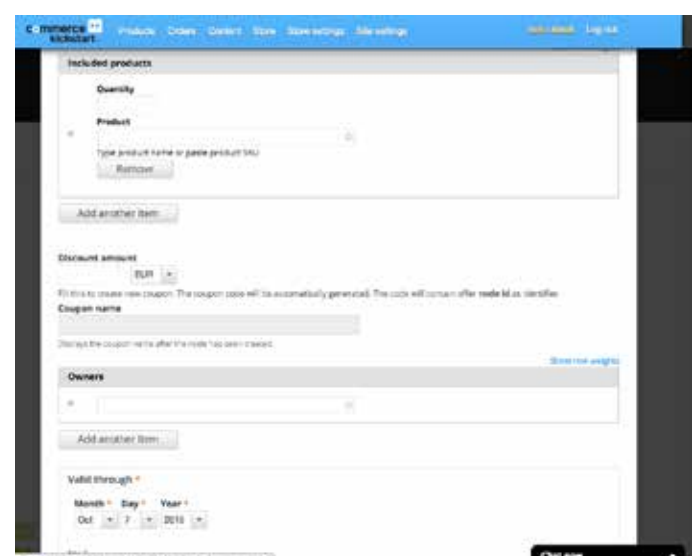 commerce
kickstart
Products Orders Content Store Store settings Site settings
Log out
Included products
Quantity
Product
Type product name or paste product SKU
Remove
Add another item
Discount amount
EUR
Fill this to create new coupon. The coupon code will be automatically generated. The code will contain offer node id as identifier.
Coupon name
Displays the coupon name after the node has been created.
Show row weights
Owners
Add another item
Valid through *
Month * Day * Year *
Oct 7